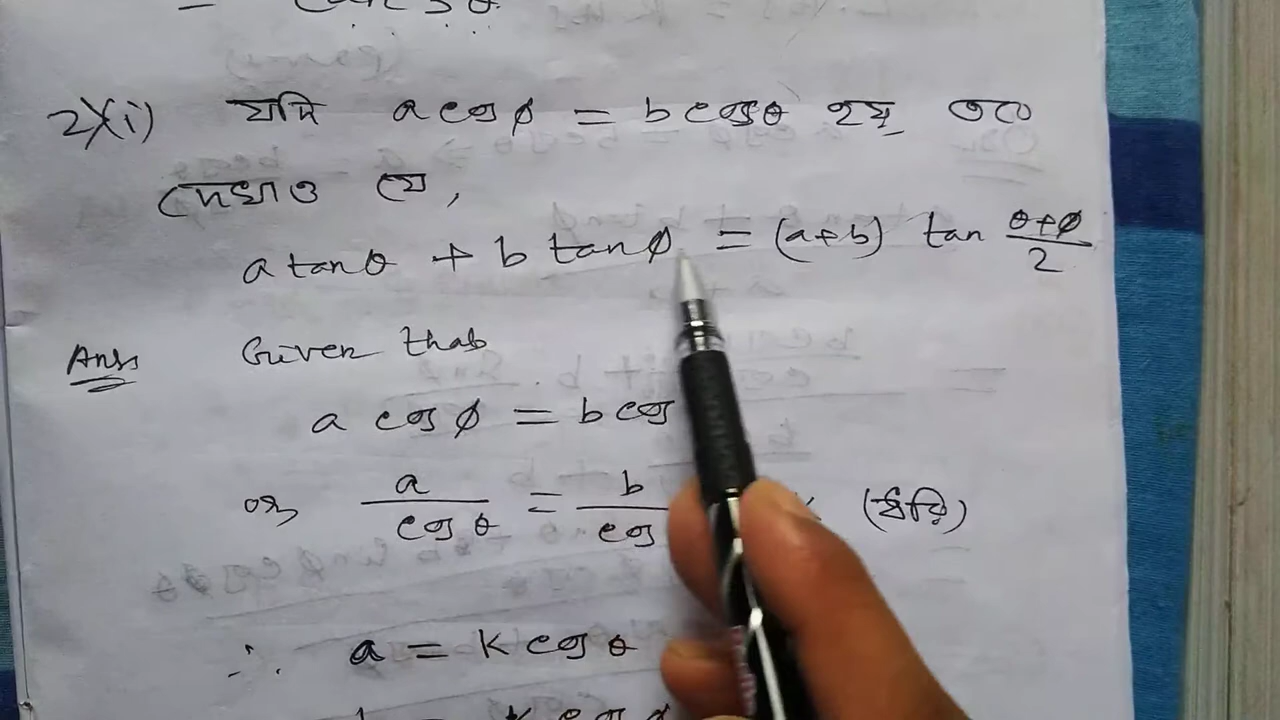 2)(i) যদি a cos φ = b cos θ হয় তবে
দেখাও যে,
a tan θ + b tan φ = (a+b) tan (θ+φ)/2
Ans Given that
a cos φ = b cos
or a/cos θ = b/cos (ধরি)
∴ a = K cos θ